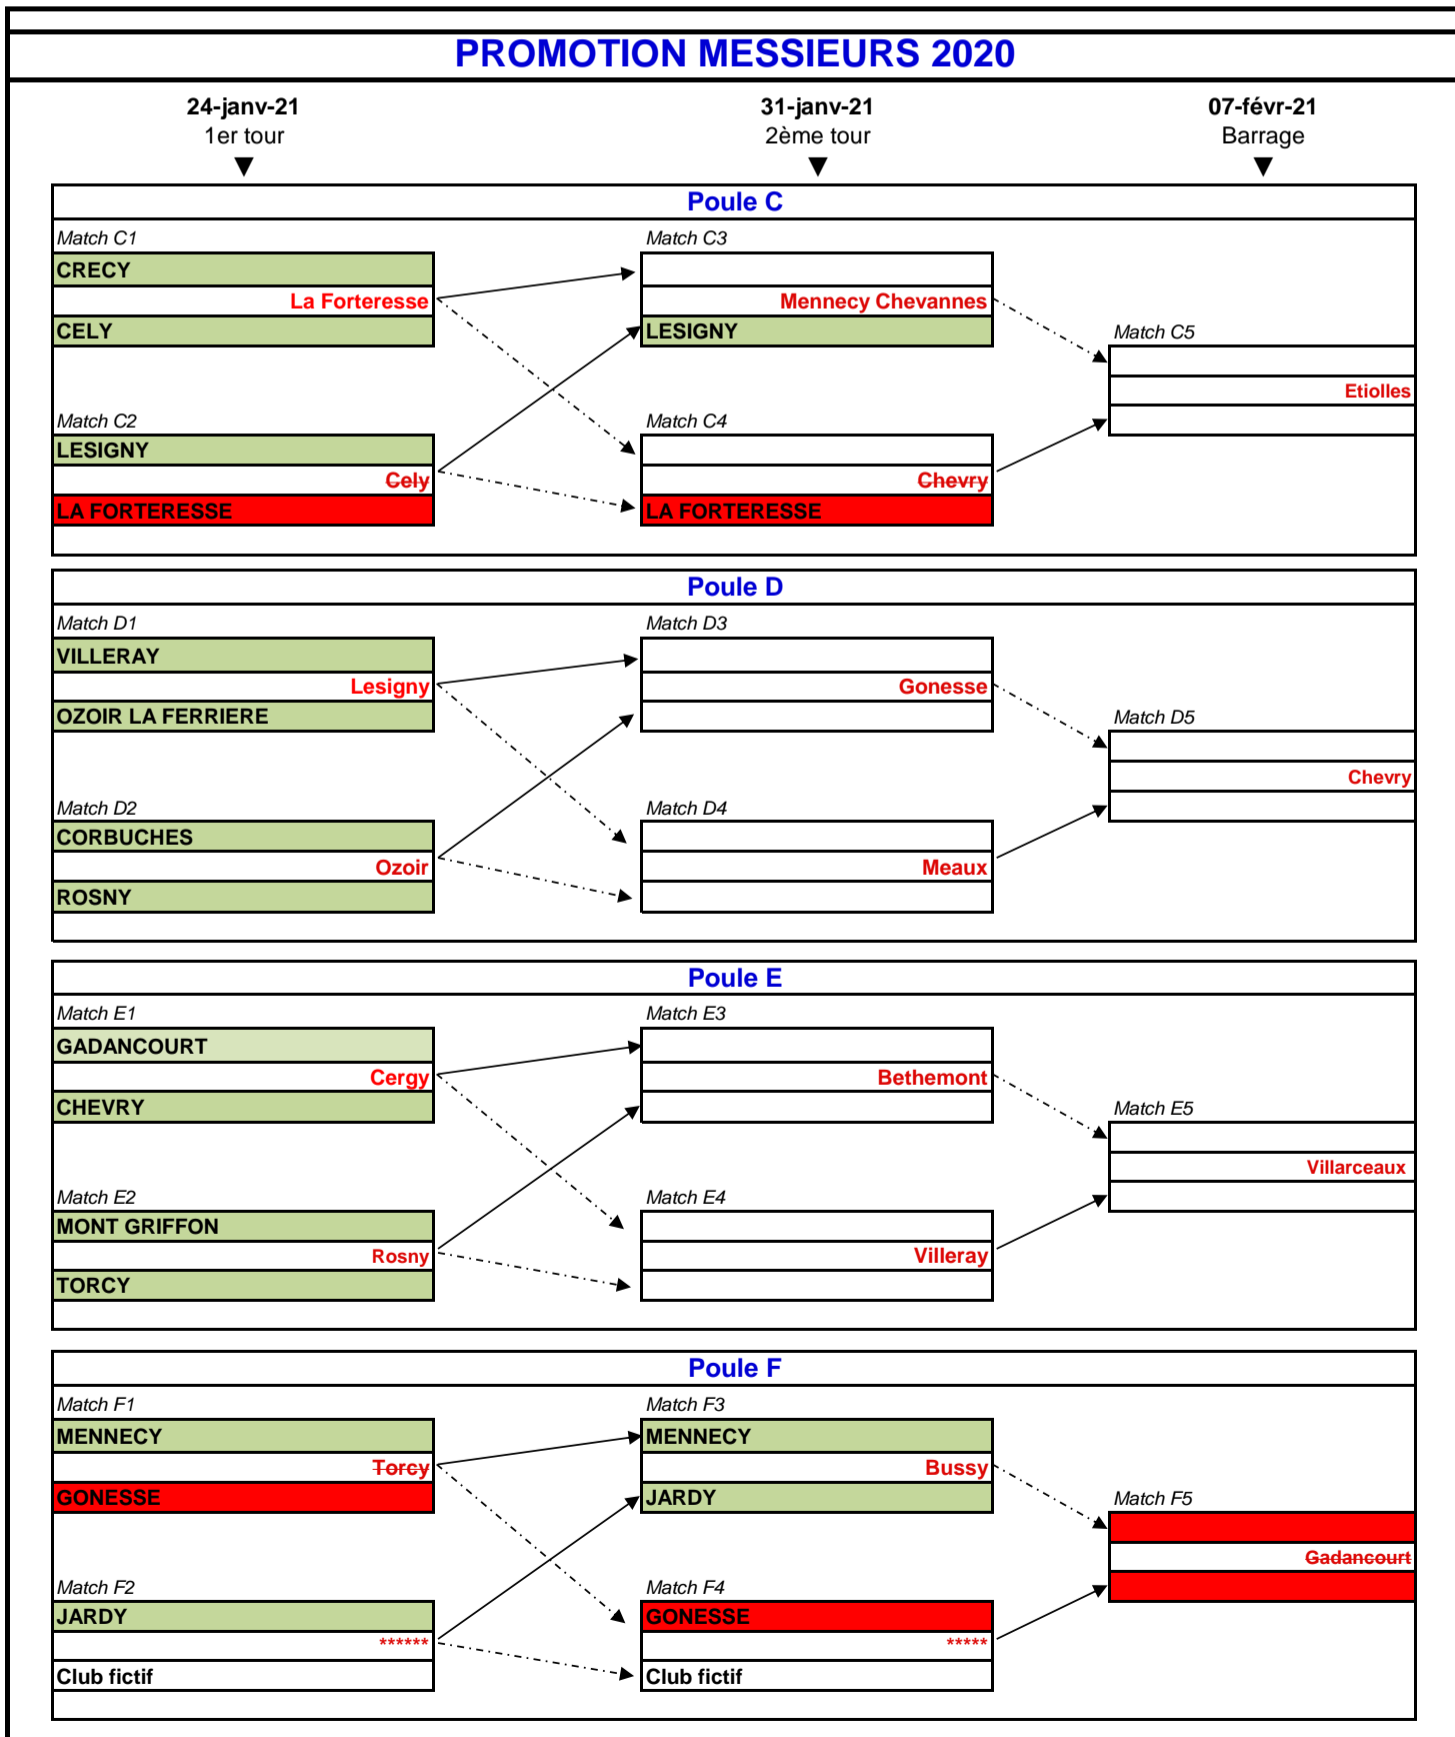 PROMOTION MESSIEURS 2020
24-janv-21 31-janv-21 07-févr-21
1er tour 2ème tour Barrage
Poule C
Match C1 Match C3
CRECY
La Forteresse Mennecy Chevannes
CELY LESIGNY Match C5
Etiolles
Match C2 Match C4
LESIGNY
Cely Chevry
LA FORTERESSE LA FORTERESSE
Poule D
Match D1 Match D3
VILLERAY
Lesigny Gonesse
OZOIR LA FERRIERE Match D5
Chevry
Match D2 Match D4
CORBUCHES
Ozoir Meaux
ROSNY
Poule E
Match E1 Match E3
GADANCOURT
Cergy Bethemont
CHEVRY Match E5
Villarceaux
Match E2 Match E4
MONT GRIFFON
Rosny Villeray
TORCY
Poule F
Match F1 Match F3
MENNECY MENNECY
Torcy Bussy
GONESSE JARDY Match F5
Gadancourt
Match F2 Match F4
JARDY GONESSE
****** *****
Club fictif Club fictif